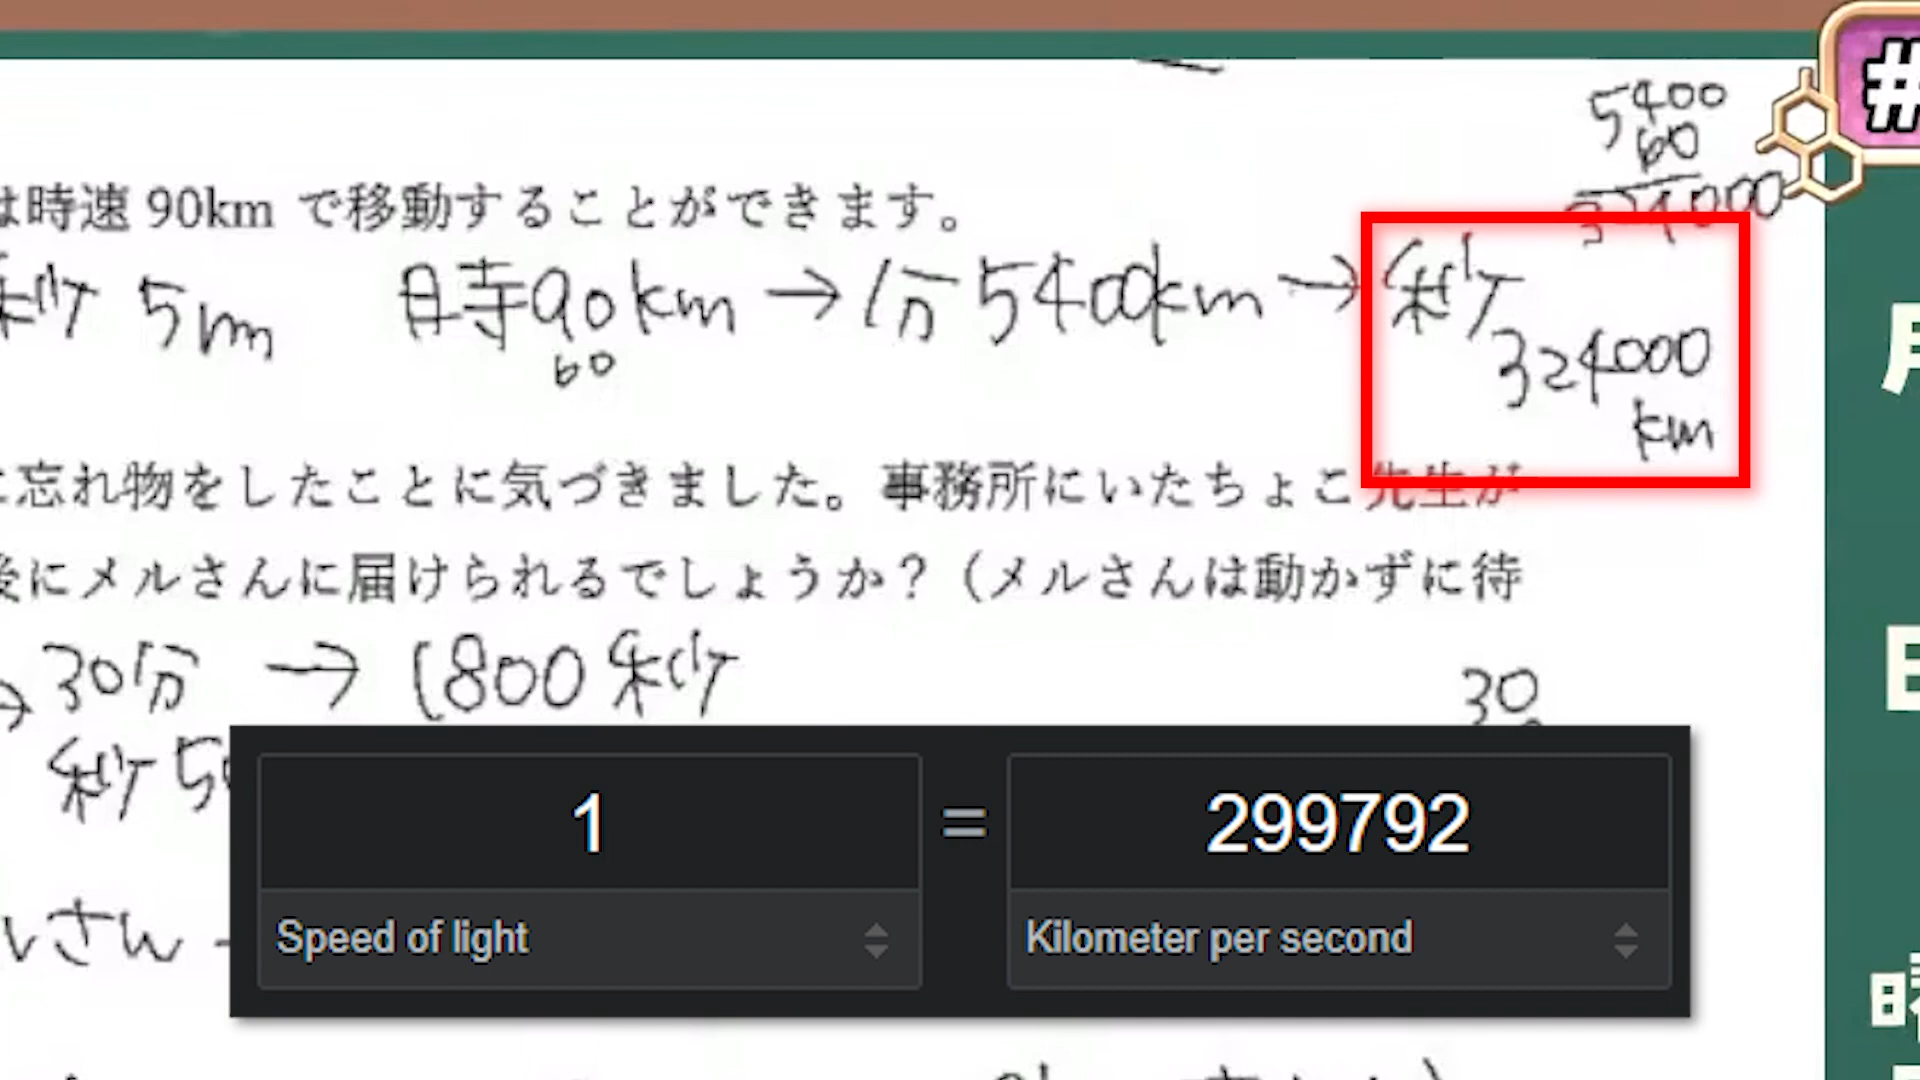 #
5400
60
324000
は時速 90km で移動することができます。
秒 5m 時90km → 1分 5400km → 秒
60
324000
km
忘れ物をしたことに気づきました。事務所にいたちょこ先生が
後にメルさんに届けられるでしょうか？（メルさんは動かずに待
30分 → 1800秒
30
秒 5
1 = 299792
Speed of light
Kilometer per second
さん